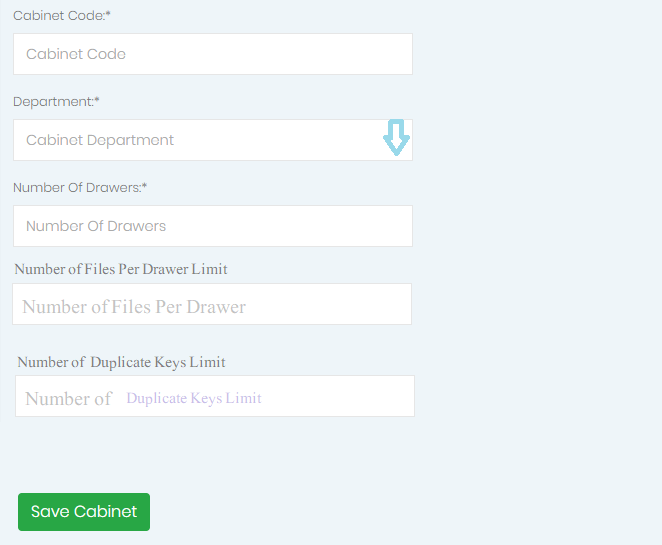 Cabinet Code:*
Cabinet Code
Department:*
Cabinet Department
Number Of Drawers:*
Number Of Drawers
Number of Files Per Drawer Limit
Number of Files Per Drawer
Number of Duplicate Keys Limit
Number of Duplicate Keys Limit
Save Cabinet